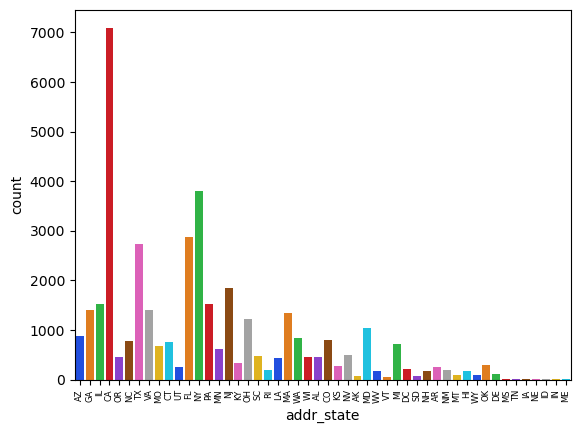 7000
6000
5000
4000
3000
2000
1000
0
count
AZ GA IL CA OR NC TX VA MO CT UT FL NY PA MN NJ KY OH SC RI LA MA WA WI AL CO KS NV AK MD WV VT MI DC SD NH AR NM MT HI WY OK DE MS TN IA NE ID IN ME
addr_state